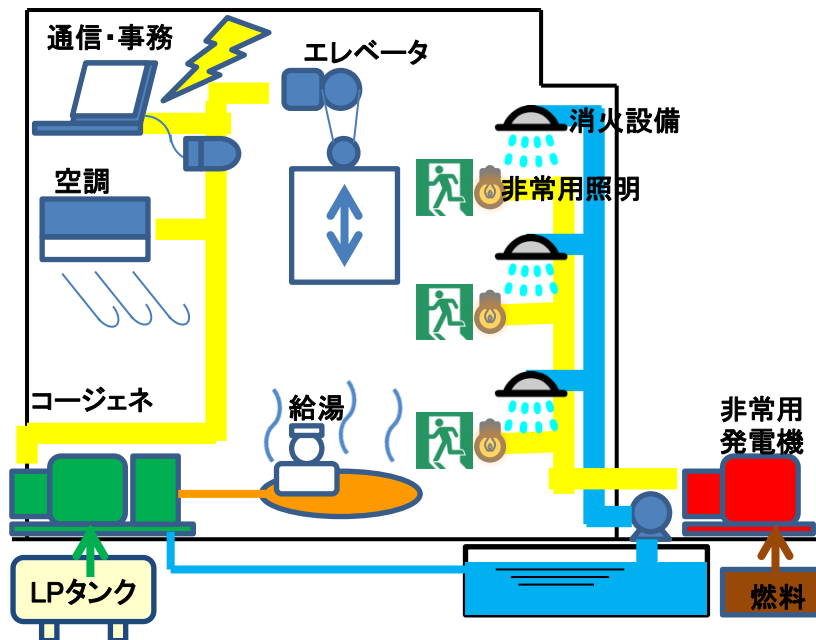 通信・事務
エレベータ
消火設備
空調
非常用照明
コージェネ
給湯
非常用
発電機
LPタンク
燃料